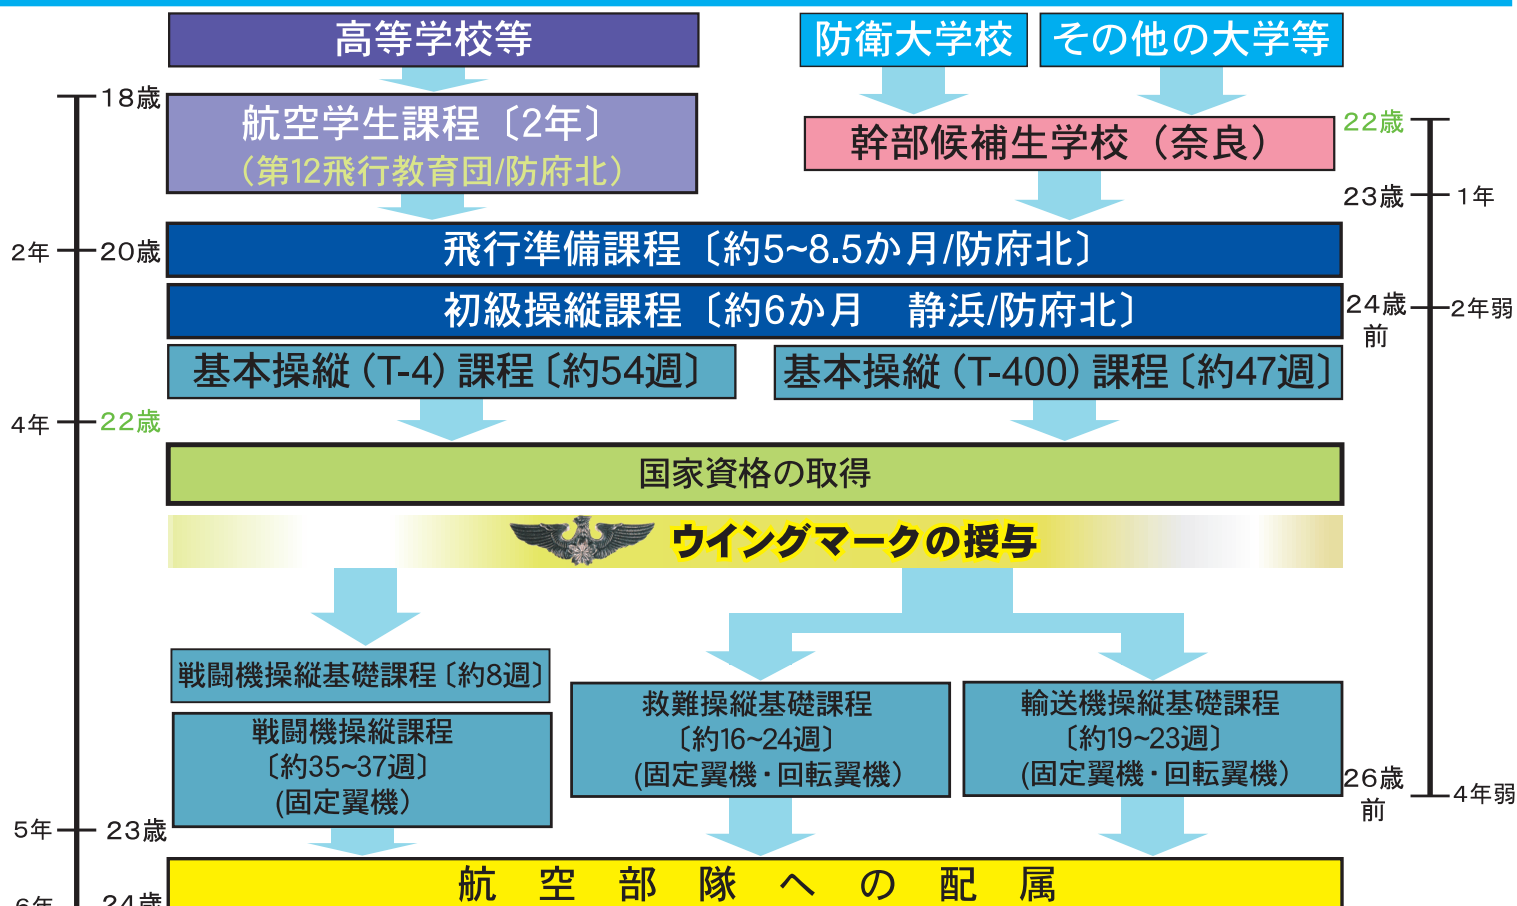 高等学校等
防衛大学校
その他の大学等
18歳
航空学生課程〔2年〕
(第12飛行教育団/防府北)
幹部候補生学校（奈良）
22歳
23歳
1年
2年
20歳
飛行準備課程〔約5~8.5か月/防府北〕
初級操縦課程〔約6か月　静浜/防府北〕
24歳
前
2年弱
基本操縦(T-4)課程〔約54週〕
基本操縦(T-400)課程〔約47週〕
4年
22歳
国家資格の取得
ウイングマークの授与
戦闘機操縦基礎課程〔約8週〕
戦闘機操縦課程
〔約35~37週〕
(固定翼機)
救難操縦基礎課程
〔約16~24週〕
(固定翼機・回転翼機)
輸送機操縦基礎課程
〔約19~23週〕
(固定翼機・回転翼機)
26歳
前
4年弱
5年
23歳
航空部隊への配属
6年
24歳